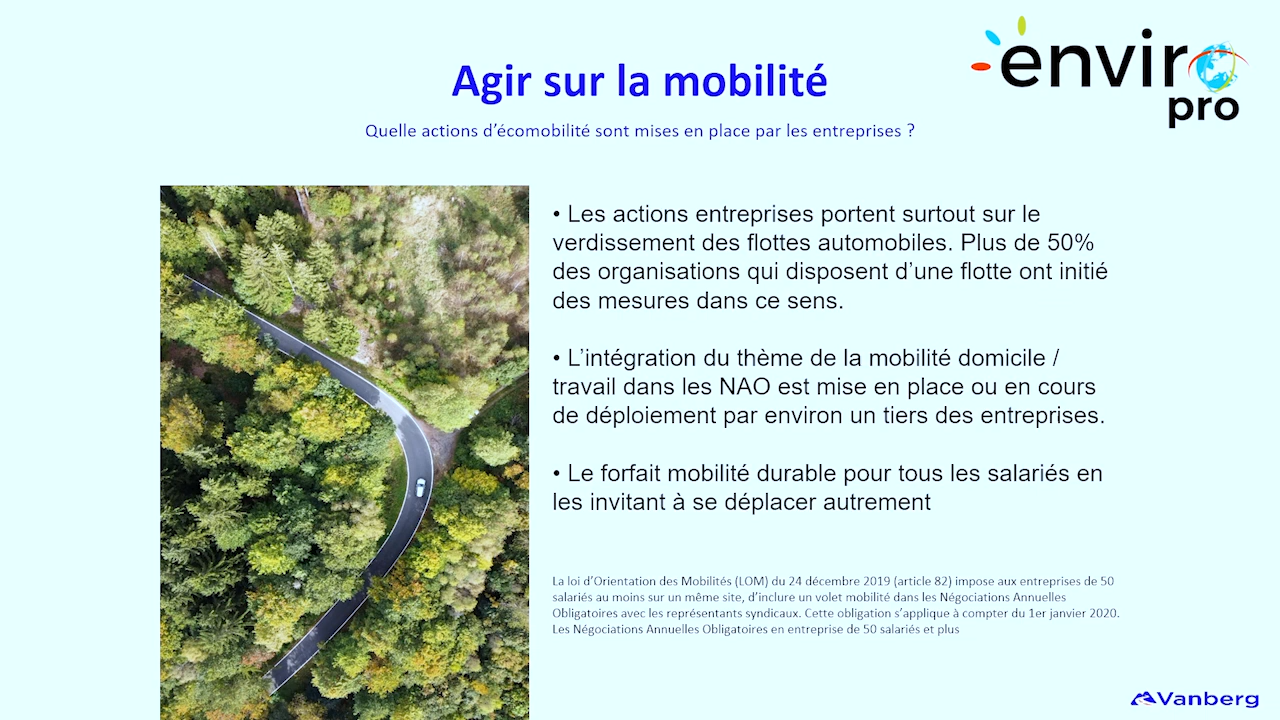 enviro
pro
Agir sur la mobilité
Quelle actions d’écomobilité sont mises en place par les entreprises ?
• Les actions entreprises portent surtout sur le
verdissement des flottes automobiles. Plus de 50%
des organisations qui disposent d’une flotte ont initié
des mesures dans ce sens.
• L’intégration du thème de la mobilité domicile /
travail dans les NAO est mise en place ou en cours
de déploiement par environ un tiers des entreprises.
• Le forfait mobilité durable pour tous les salariés en
les invitant à se déplacer autrement
La loi d’Orientation des Mobilités (LOM) du 24 décembre 2019 (article 82) impose aux entreprises de 50
salariés au moins sur un même site, d’inclure un volet mobilité dans les Négociations Annuelles
Obligatoires avec les représentants syndicaux. Cette obligation s’applique à compter du 1er janvier 2020.
Les Négociations Annuelles Obligatoires en entreprise de 50 salariés et plus
Vanberg